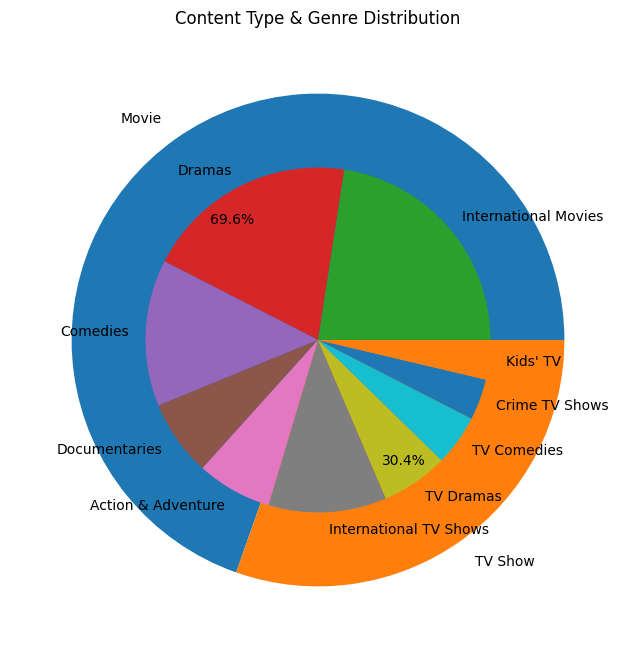 Content Type & Genre Distribution
Movie
Dramas
69.6%
International Movies
Comedies
Kids' TV
Crime TV Shows
Documentaries
TV Comedies
30.4%
TV Dramas
Action & Adventure
International TV Shows
TV Show